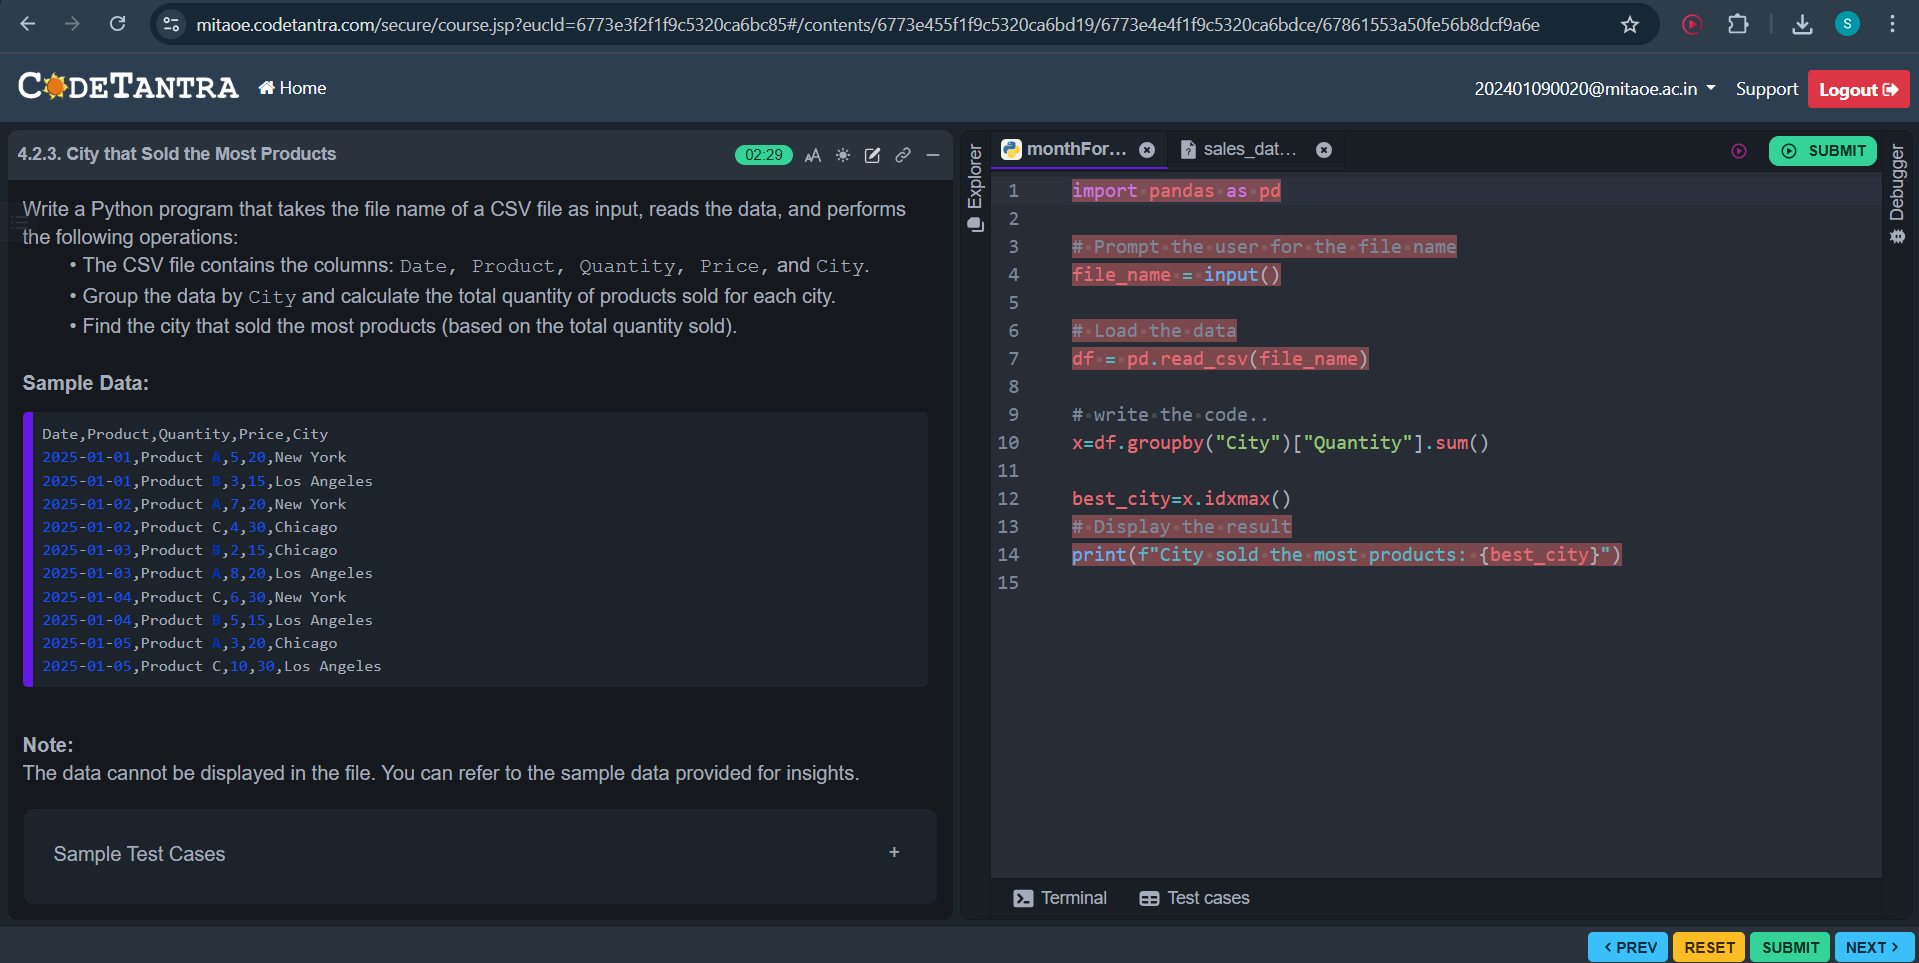 mitaoe.codetantra.com/secure/course.jsp?eucId=6773e3f2f1f9c5320ca6bc85#/contents/6773e455f1f9c5320ca6bd19/6773e4e4f1f9c5320ca6bdce/67861553a50fe56b8dcf9a6e
S
CODETANTRA
Home
202401090020@mitaoe.ac.in
Support
Logout
4.2.3. City that Sold the Most Products
02:29
AA
Write a Python program that takes the file name of a CSV file as input, reads the data, and performs
the following operations:
• The CSV file contains the columns: Date, Product, Quantity, Price, and City.
• Group the data by City and calculate the total quantity of products sold for each city.
• Find the city that sold the most products (based on the total quantity sold).
Sample Data:
Date,Product,Quantity,Price,City
2025-01-01,Product A,5,20,New York
2025-01-01,Product B,3,15,Los Angeles
2025-01-02,Product A,7,20,New York
2025-01-02,Product C,4,30,Chicago
2025-01-03,Product B,2,15,Chicago
2025-01-03,Product A,8,20,Los Angeles
2025-01-04,Product C,6,30,New York
2025-01-04,Product B,5,15,Los Angeles
2025-01-05,Product A,3,20,Chicago
2025-01-05,Product C,10,30,Los Angeles
Note:
The data cannot be displayed in the file. You can refer to the sample data provided for insights.
Sample Test Cases
+
Explorer
monthFor...
sales_dat...
SUBMIT
Debugger
1 import pandas as pd
2
3 # Prompt the user for the file name
4 file_name = input()
5
6 # Load the data
7 df = pd.read_csv(file_name)
8
9 # write the code..
10 x=df.groupby("City")["Quantity"].sum()
11
12 best_city=x.idxmax()
13 # Display the result
14 print(f"City sold the most products: {best_city}")
15
Terminal
Test cases
< PREV
RESET
SUBMIT
NEXT >